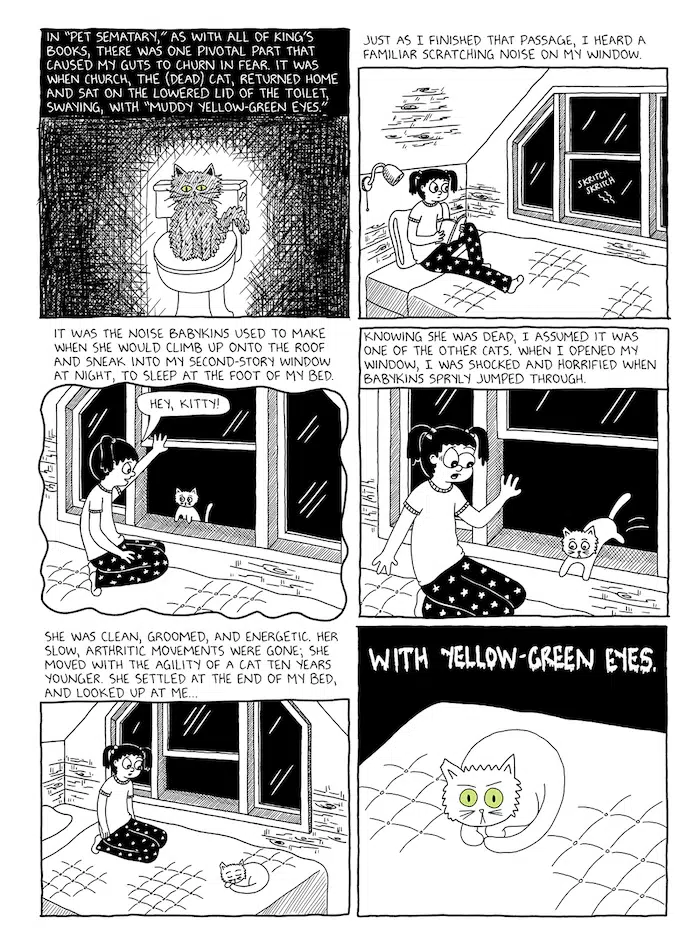 IN "PET SEMATARY," AS WITH ALL OF KING'S
BOOKS, THERE WAS ONE PIVOTAL PART THAT
CAUSED MY GUTS TO CHURN IN FEAR. IT WAS
WHEN CHURCH, THE (DEAD) CAT, RETURNED HOME
AND SAT ON THE LOWERED LID OF THE TOILET,
SWAYING, WITH "MUDDY YELLOW-GREEN EYES."
JUST AS I FINISHED THAT PASSAGE, I HEARD A
FAMILIAR SCRATCHING NOISE ON MY WINDOW.
SKRITCH
SKRITCH
IT WAS THE NOISE BABYKINS USED TO MAKE
WHEN SHE WOULD CLIMB UP ONTO THE ROOF
AND SNEAK INTO MY SECOND-STORY WINDOW
AT NIGHT, TO SLEEP AT THE FOOT OF MY BED.
HEY, KITTY!
KNOWING SHE WAS DEAD, I ASSUMED IT WAS
ONE OF THE OTHER CATS. WHEN I OPENED MY
WINDOW, I WAS SHOCKED AND HORRIFIED WHEN
BABYKINS SPRYLY JUMPED THROUGH.
SHE WAS CLEAN, GROOMED, AND ENERGETIC. HER
SLOW, ARTHRITIC MOVEMENTS WERE GONE; SHE
MOVED WITH THE AGILITY OF A CAT TEN YEARS
YOUNGER. SHE SETTLED AT THE END OF MY BED,
AND LOOKED UP AT ME...
WITH YELLOW-GREEN EYES.